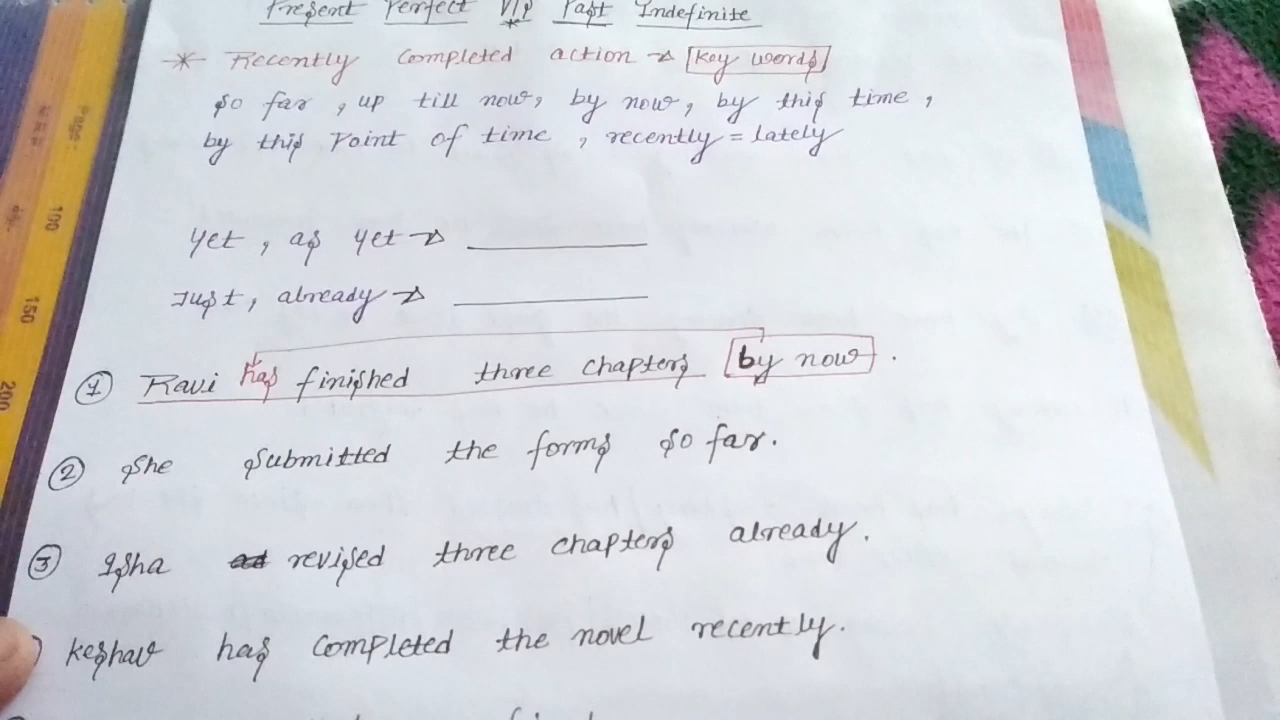 Present Perfect V/s Past Indefinite
* Recently completed action → key words
so far , up till now, by now, by this time ,
by this point of time , recently = lately
Yet , as yet →
Just , already →
1 Ravi has finished three chapters by now .
2 She submitted the forms so far.
3 Isha revised three chapters already.
) Keshav has completed the novel recently.
100
150
200